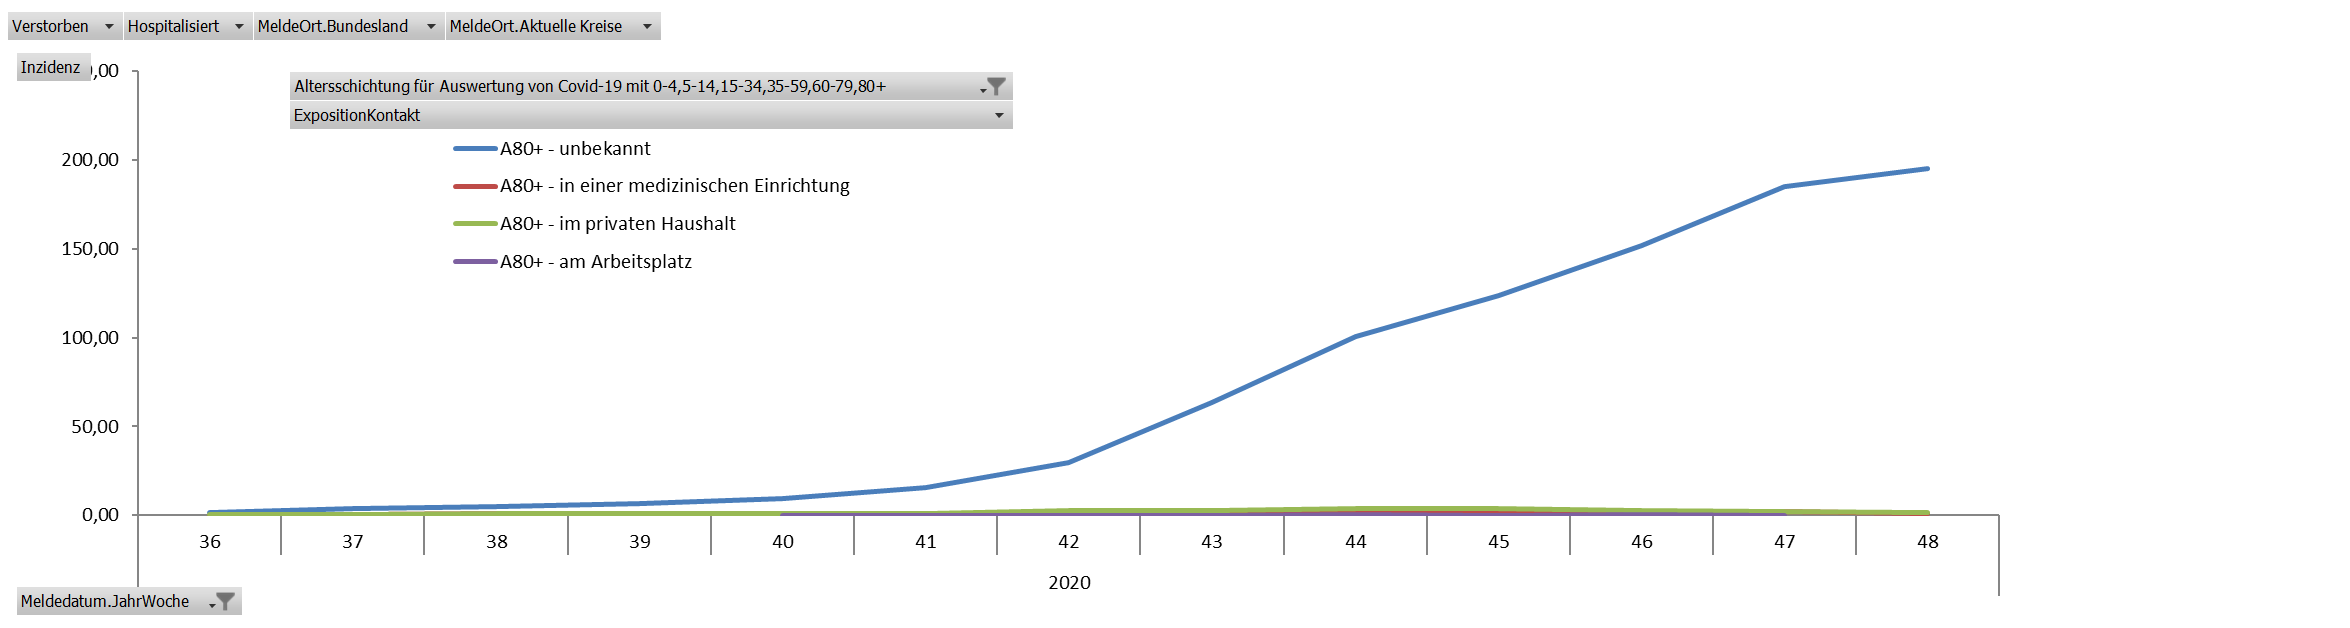 Verstorben Hospitalisiert MeldeOrt.Bundesland MeldeOrt.Aktuelle Kreise
Inzidenz
0,00
Altersschichtung für Auswertung von Covid-19 mit 0-4,5-14,15-34,35-59,60-79,80+
ExpositionKontakt
A80+ - unbekannt
200,00
A80+ - in einer medizinischen Einrichtung
A80+ - im privaten Haushalt
150,00
A80+ - am Arbeitsplatz
100,00
50,00
0,00
36 37 38 39 40 41 42 43 44 45 46 47 48
2020
Meldedatum.JahrWoche